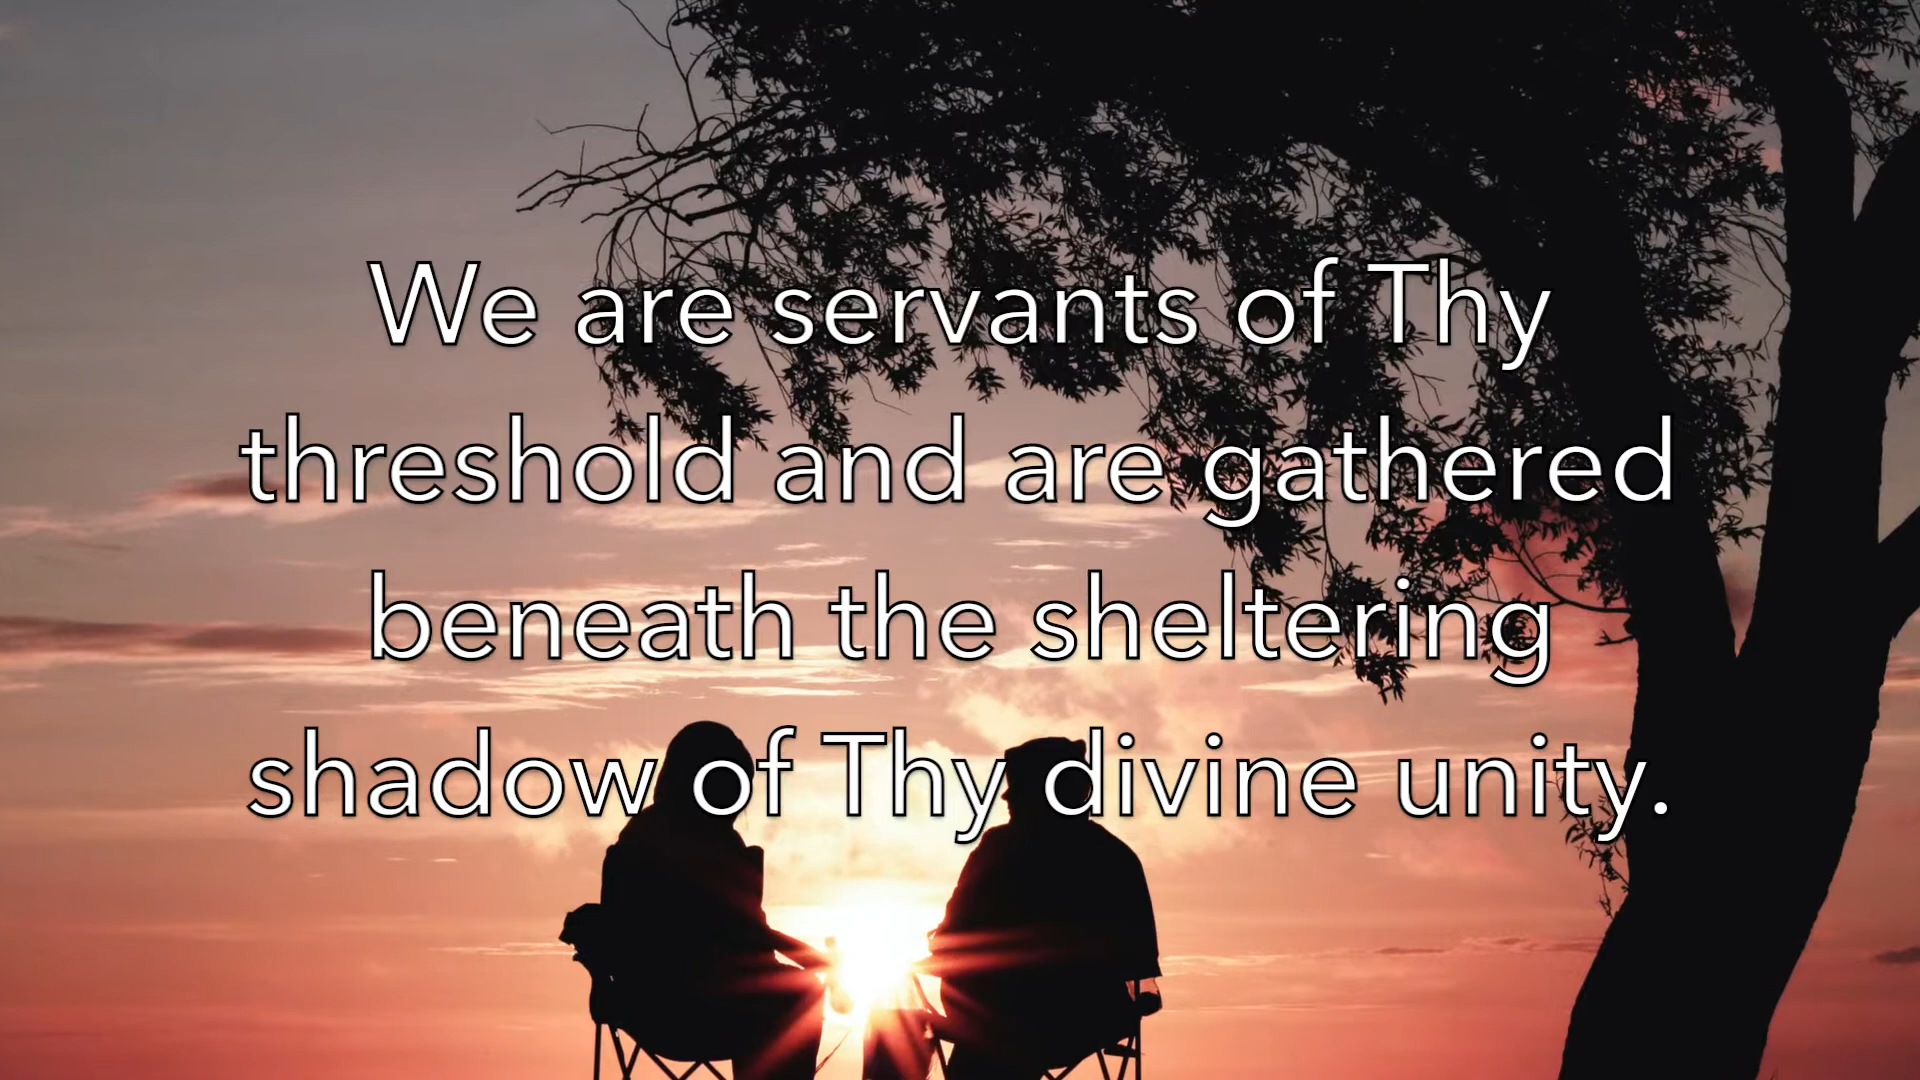 We are servants of Thy
threshold and are gathered
beneath the sheltering
shadow of Thy divine unity.